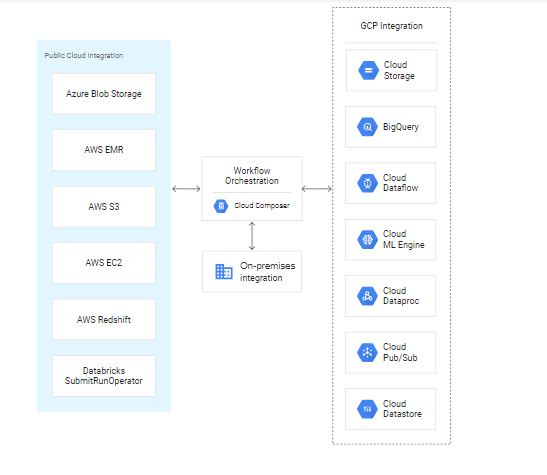 Public Cloud Integration
Azure Blob Storage
AWS EMR
AWS S3
AWS EC2
AWS Redshift
Databricks
SubmitRunOperator
Workflow
Orchestration
Cloud Composer
On-premises
integration
GCP Integration
Cloud
Storage
BigQuery
Cloud
Dataflow
Cloud
ML Engine
Cloud
Dataproc
Cloud
Pub/Sub
Cloud
Datastore